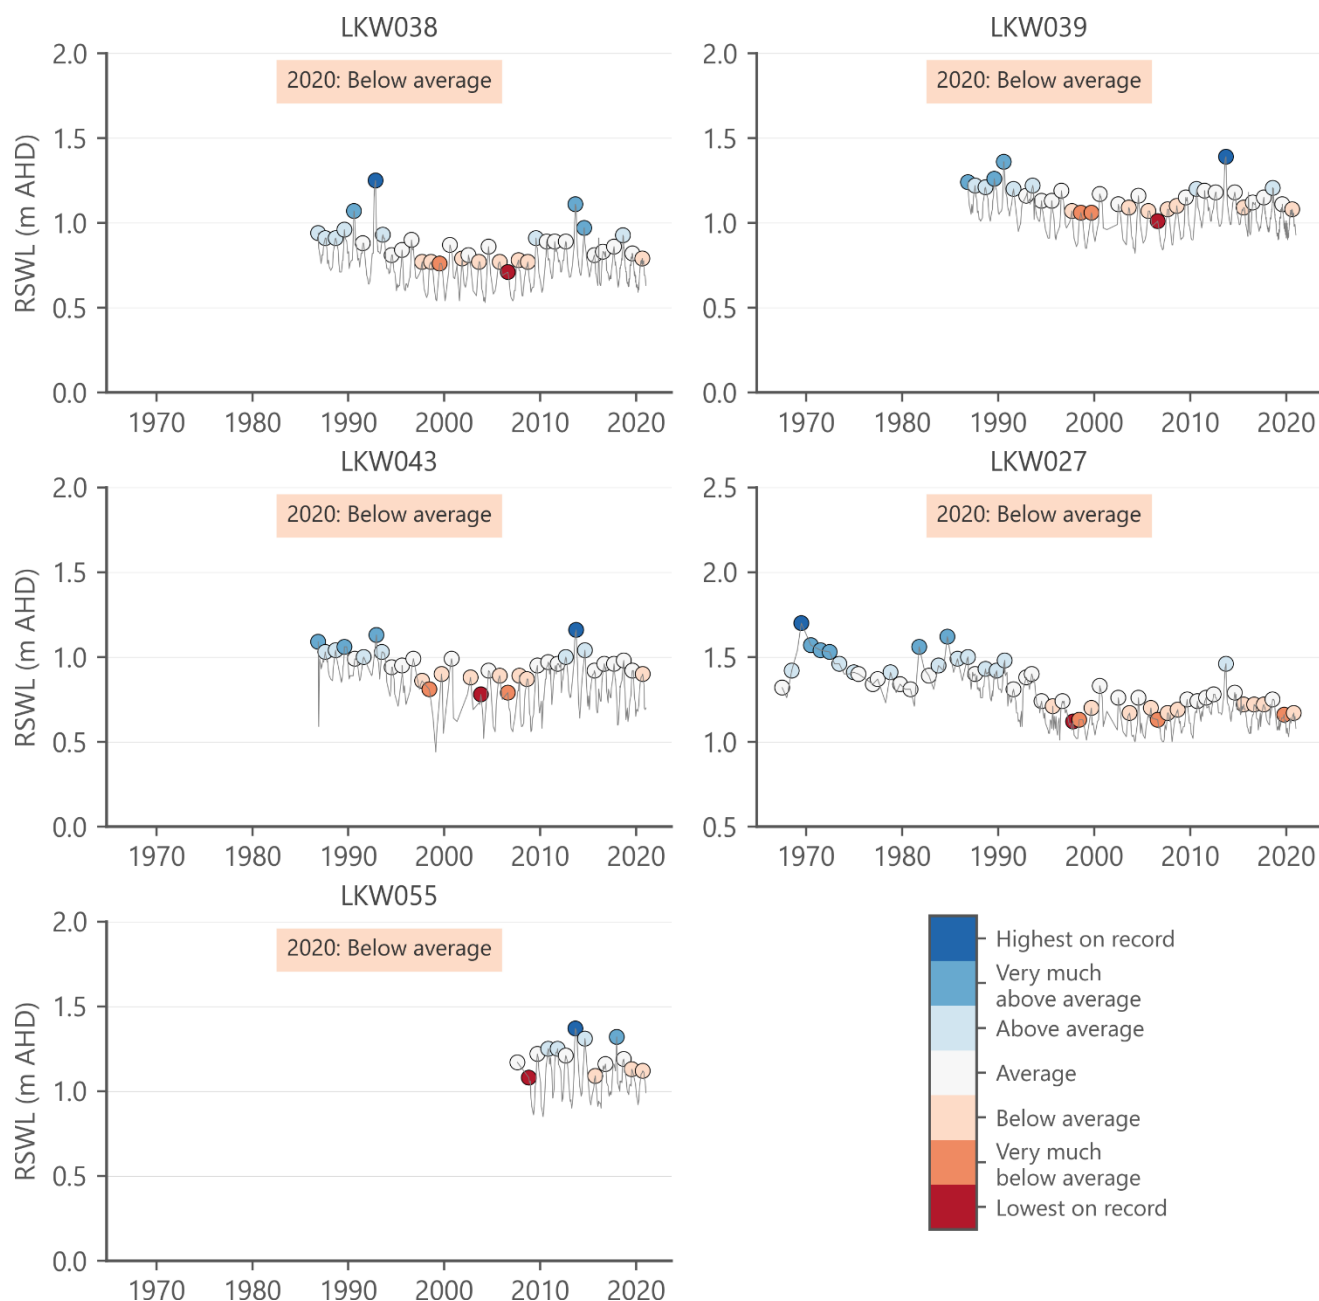 LKW038
2020: Below average
RSWL (m AHD)
2.0
1.5
1.0
0.5
0.0
1970 1980 1990 2000 2010 2020
LKW039
2020: Below average
2.0
1.5
1.0
0.5
0.0
1970 1980 1990 2000 2010 2020
LKW043
2020: Below average
RSWL (m AHD)
2.0
1.5
1.0
0.5
0.0
1970 1980 1990 2000 2010 2020
LKW027
2020: Below average
2.5
2.0
1.5
1.0
0.5
1970 1980 1990 2000 2010 2020
LKW055
2020: Below average
RSWL (m AHD)
2.0
1.5
1.0
0.5
0.0
1970 1980 1990 2000 2010 2020
Highest on record
Very much
above average
Above average
Average
Below average
Very much
below average
Lowest on record